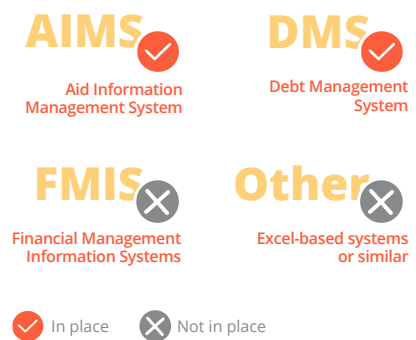 AIMS
Aid Information
Management System
DMS
Debt Management
System
FMIS
Financial Management
Information Systems
Other
Excel-based systems
or similar
In place
Not in place